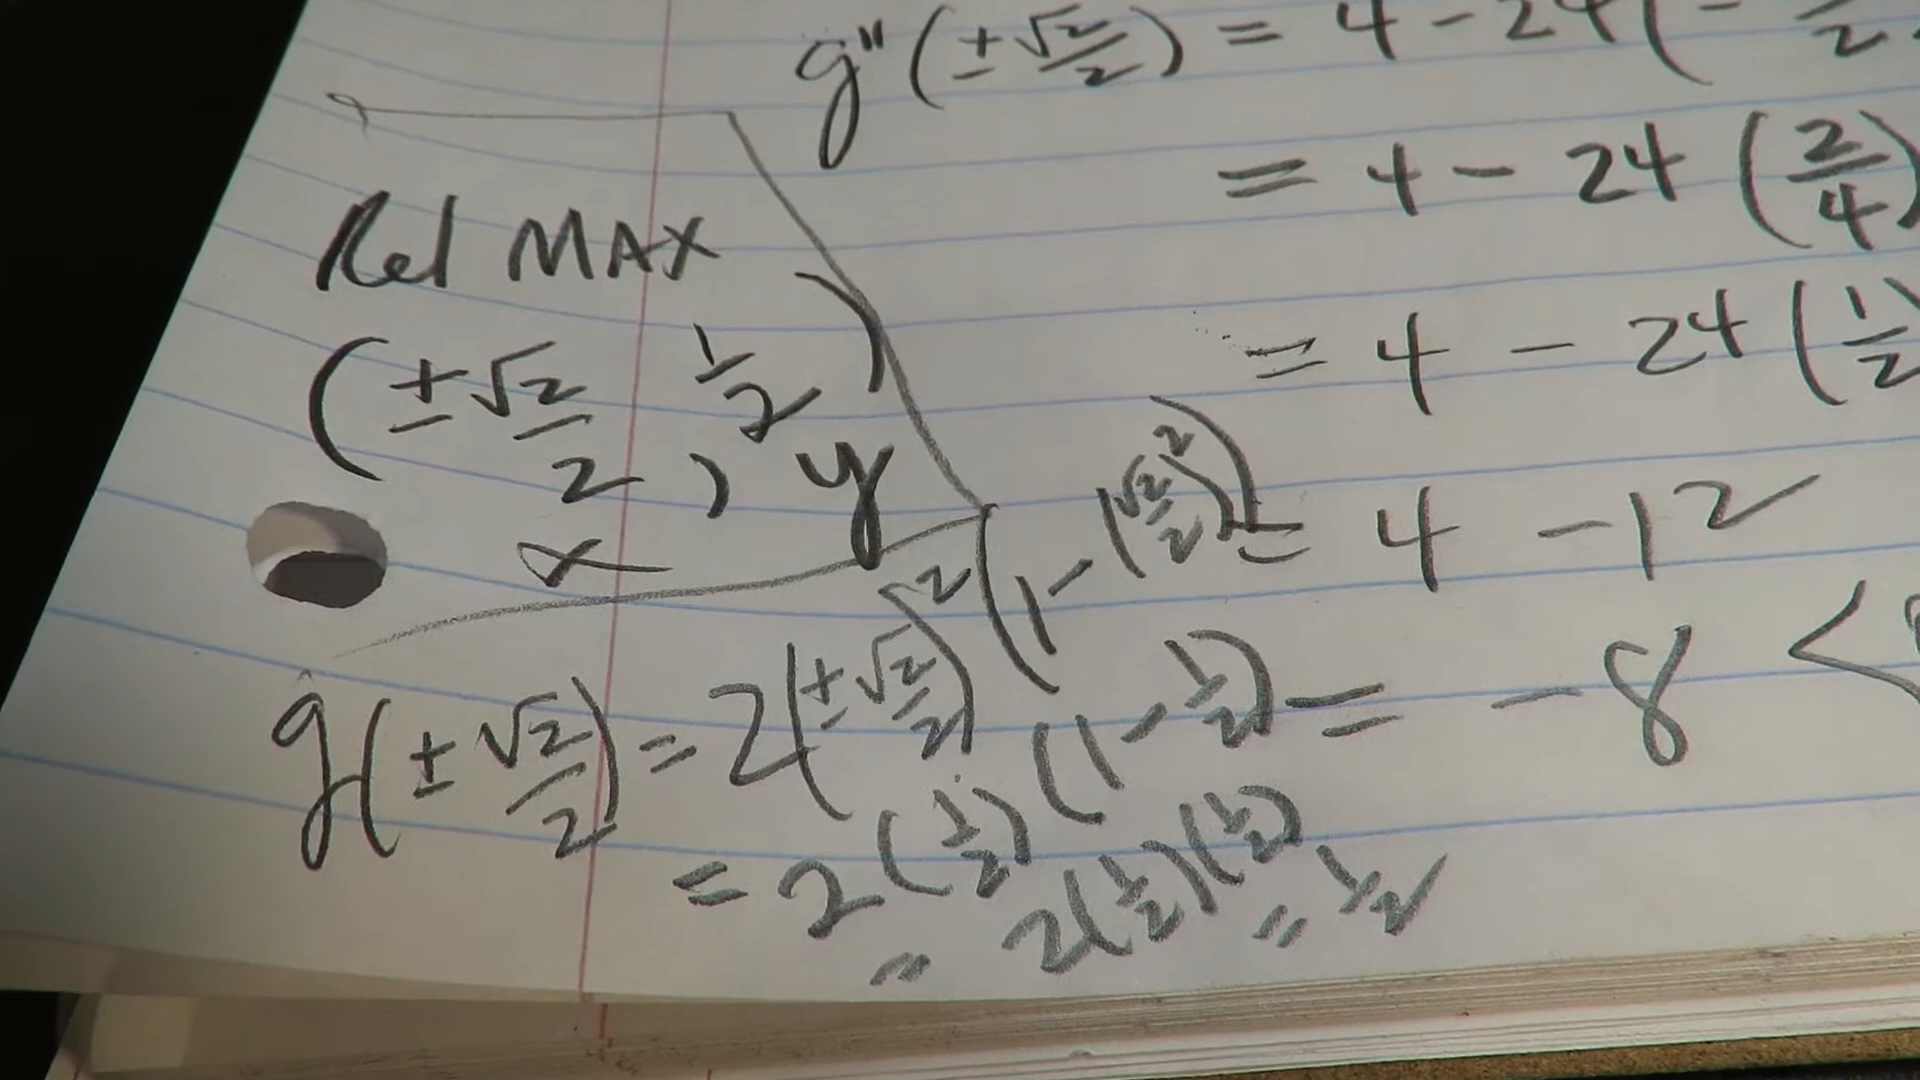 g"(±√2/2) = 4 - 24(-
= 4 - 24 (2/4)
= 4 - 24 (1/2
= 4 - 12
= -8 <
Rel MAX
(±√2/2, 1/2)
x y
g(±√2/2) = 2(±√2/2)² (1-(√2/2)²)
= 2(1/2)(1-1/2)
= 2(1/2)(1/2) = 1/2